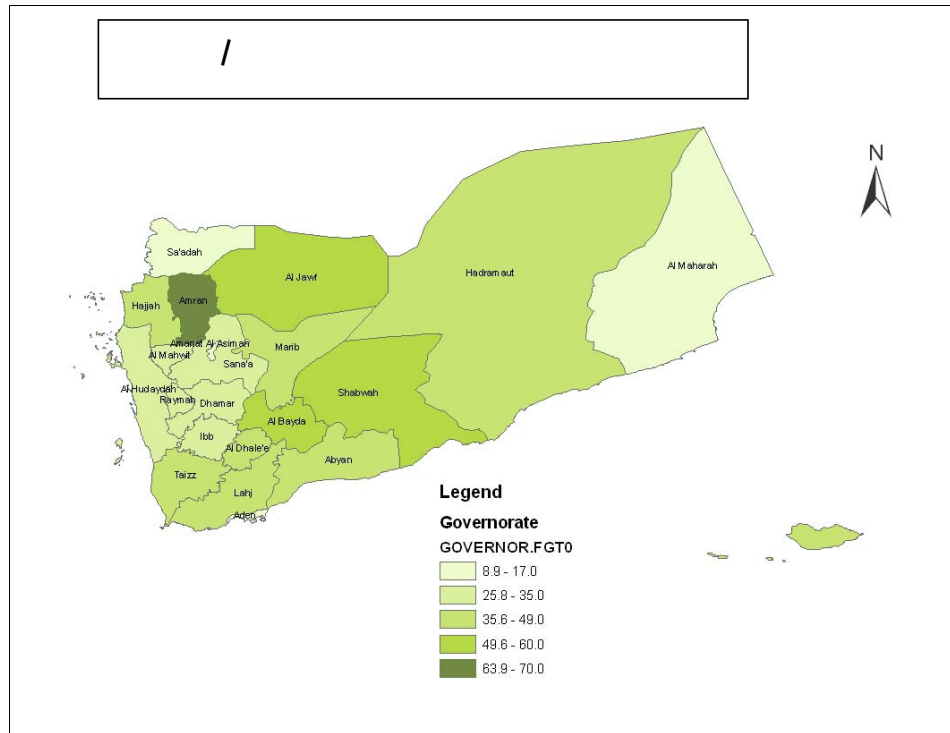 /
N
Sa'adah
Al Jawf
Hadramaut
Al Maharah
Hajjah
Amran
Amanat Al Asimah
Marib
Al Mahwit
Sana'a
Al Hudaydah
Raymah
Dhamar
Shabwah
Al Bayda
Ibb
Al Dhale'e
Abyan
Taizz
Lahj
Aden
Legend
Governorate
GOVERNOR.FGT0
8.9 - 17.0
25.8 - 35.0
35.6 - 49.0
49.6 - 60.0
63.9 - 70.0